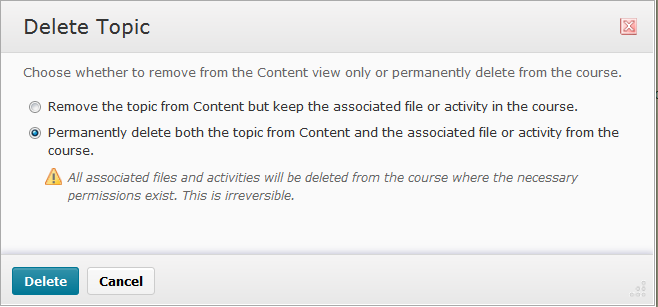 Delete Topic
Choose whether to remove from the Content view only or permanently delete from the course.
Remove the topic from Content but keep the associated file or activity in the course.
Permanently delete both the topic from Content and the associated file or activity from the
course.
All associated files and activities will be deleted from the course where the necessary
permissions exist. This is irreversible.
Delete Cancel